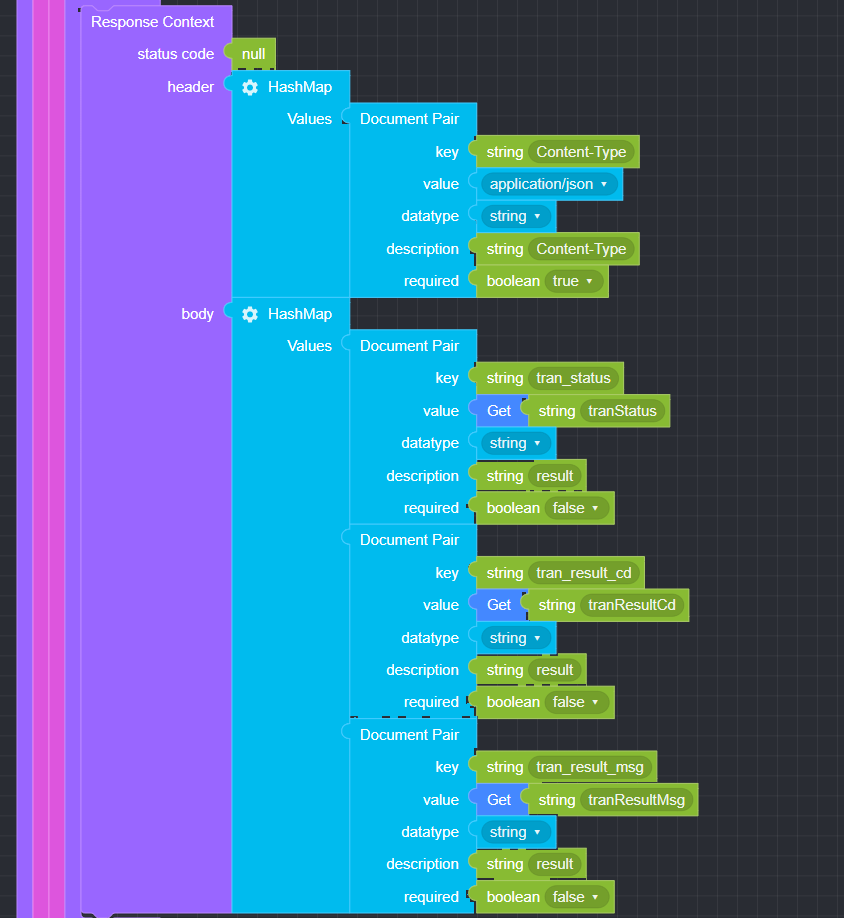 Response Context
status code null
header HashMap
Values Document Pair
key string Content-Type
value application/json
datatype string
description string Content-Type
required boolean true
body HashMap
Values Document Pair
key string tran_status
value Get string tranStatus
datatype string
description string result
required boolean false
Document Pair
key string tran_result_cd
value Get string tranResultCd
datatype string
description string result
required boolean false
Document Pair
key string tran_result_msg
value Get string tranResultMsg
datatype string
description string result
required boolean false